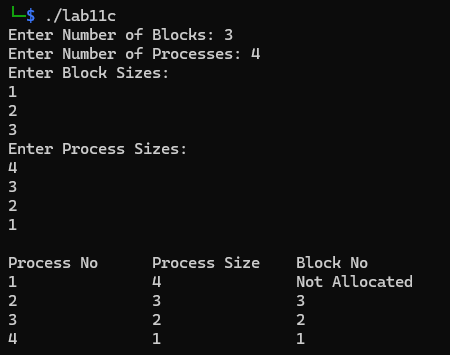 └─$ ./lab11c
Enter Number of Blocks: 3
Enter Number of Processes: 4
Enter Block Sizes:
1
2
3
Enter Process Sizes:
4
3
2
1
Process No Process Size Block No
1 4 Not Allocated
2 3 3
3 2 2
4 1 1